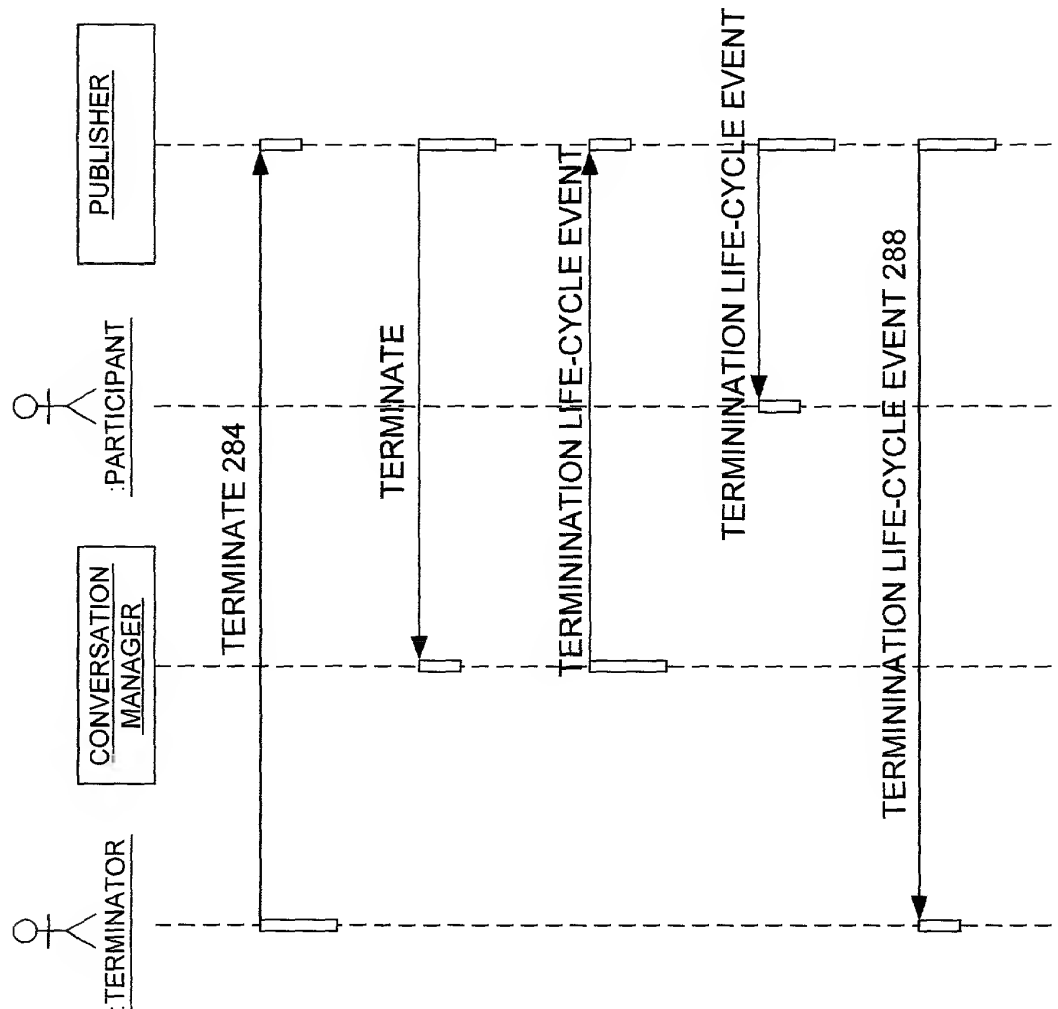 :TERMINATOR
CONVERSATION
MANAGER
:PARTICIPANT
PUBLISHER
TERMINATE 284
TERMINATE
TERMININATION LIFE-CYCLE EVENT
TERMININATION LIFE-CYCLE EVENT
TERMININATION LIFE-CYCLE EVENT 288